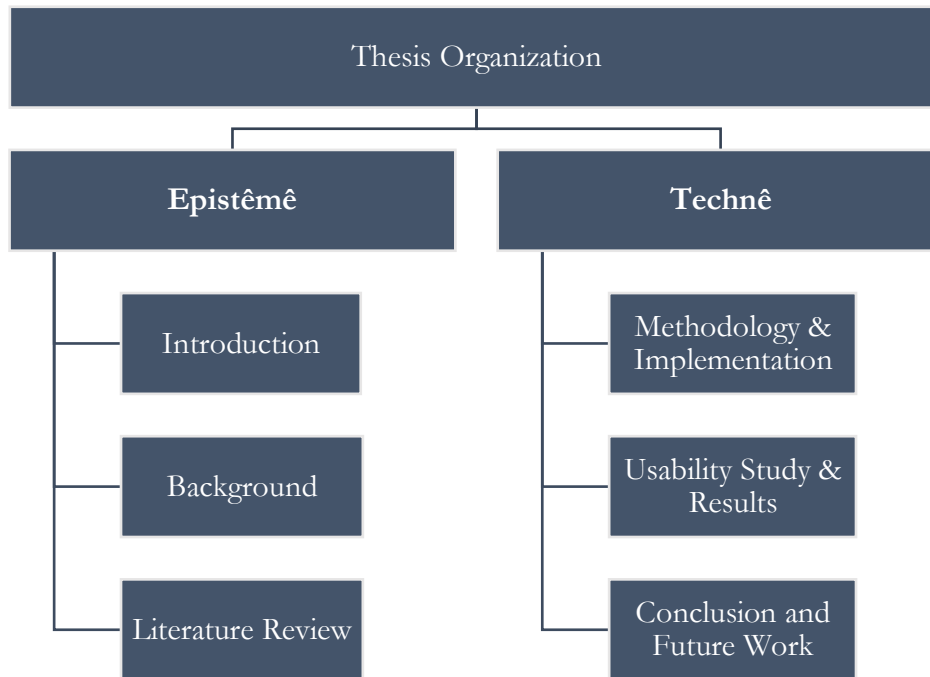 Thesis Organization
Epistêmê
Introduction
Background
Literature Review
Technê
Methodology &
Implementation
Usability Study &
Results
Conclusion and
Future Work